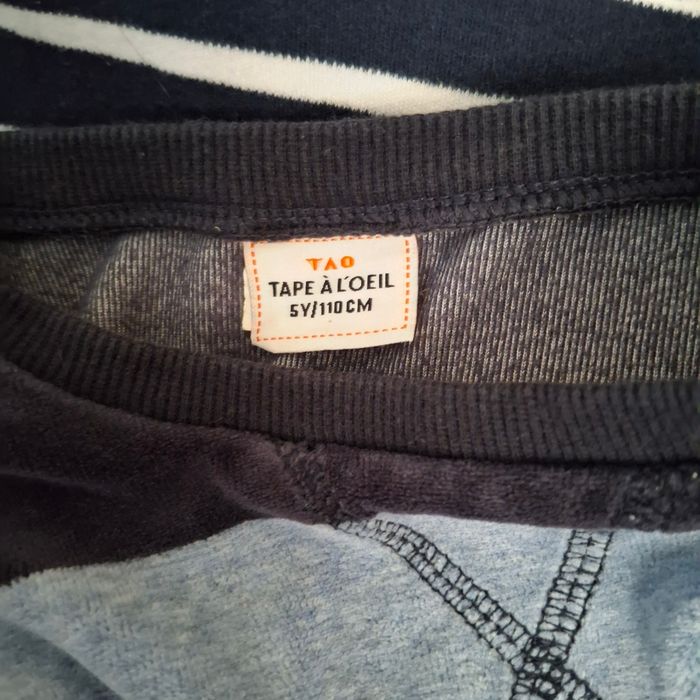 TAO
TAPE À L'OEIL
5Y/110CM